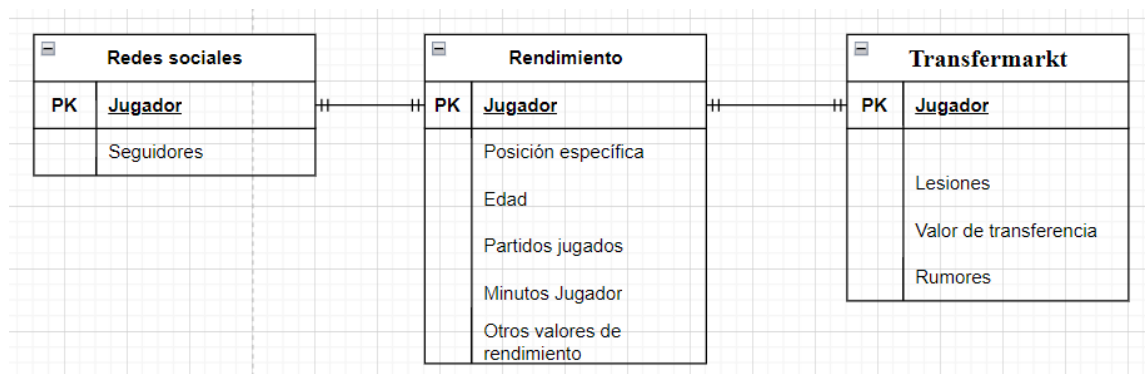 Redes sociales
PK Jugador
Seguidores
Rendimiento
PK Jugador
Posición específica
Edad
Partidos jugados
Minutos Jugador
Otros valores de
rendimiento
Transfermarkt
PK Jugador
Lesiones
Valor de transferencia
Rumores